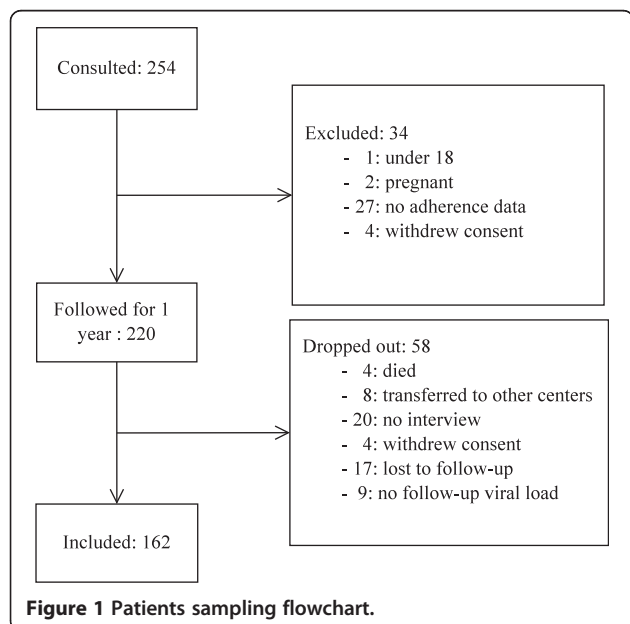 Consulted: 254
Excluded: 34
- 1: under 18
- 2: pregnant
- 27: no adherence data
- 4: withdrew consent
Followed for 1
year : 220
Dropped out: 58
- 4: died
- 8: transferred to other centers
- 20: no interview
- 4: withdrew consent
- 17: lost to follow-up
- 9: no follow-up viral load
Included: 162
Figure 1 Patients sampling flowchart.